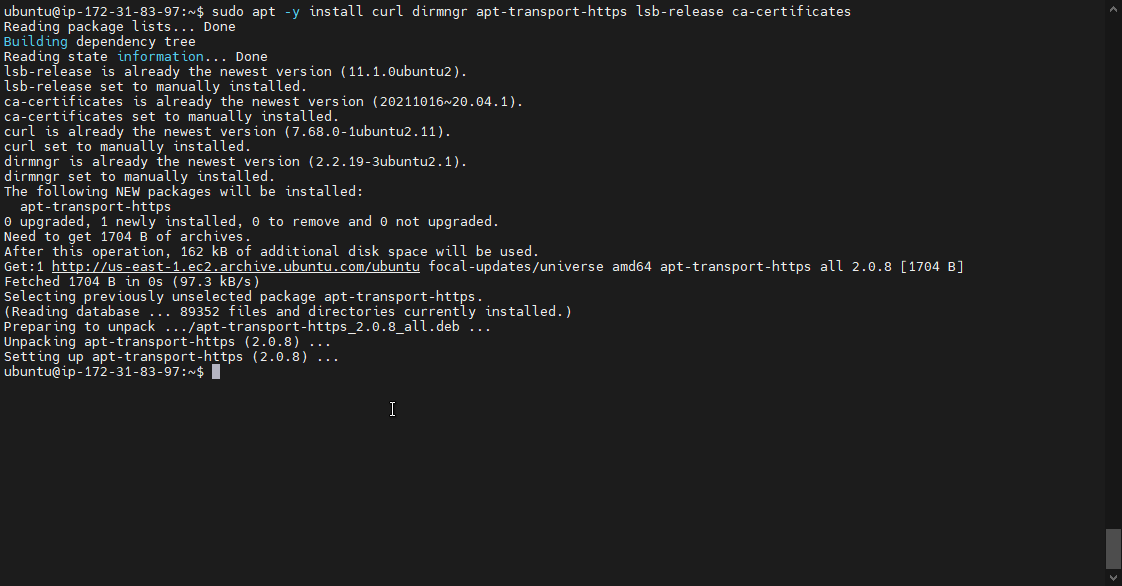 ubuntu@ip-172-31-83-97:~$ sudo apt -y install curl dirmngr apt-transport-https lsb-release ca-certificates
Reading package lists... Done
Building dependency tree
Reading state information... Done
lsb-release is already the newest version (11.1.0ubuntu2).
lsb-release set to manually installed.
ca-certificates is already the newest version (20211016~20.04.1).
ca-certificates set to manually installed.
curl is already the newest version (7.68.0-1ubuntu2.11).
curl set to manually installed.
dirmngr is already the newest version (2.2.19-3ubuntu2.1).
dirmngr set to manually installed.
The following NEW packages will be installed:
  apt-transport-https
0 upgraded, 1 newly installed, 0 to remove and 0 not upgraded.
Need to get 1704 B of archives.
After this operation, 162 kB of additional disk space will be used.
Get:1 http://us-east-1.ec2.archive.ubuntu.com/ubuntu focal-updates/universe amd64 apt-transport-https all 2.0.8 [1704 B]
Fetched 1704 B in 0s (97.3 kB/s)
Selecting previously unselected package apt-transport-https.
(Reading database ... 89352 files and directories currently installed.)
Preparing to unpack .../apt-transport-https_2.0.8_all.deb ...
Unpacking apt-transport-https (2.0.8) ...
Setting up apt-transport-https (2.0.8) ...
ubuntu@ip-172-31-83-97:~$